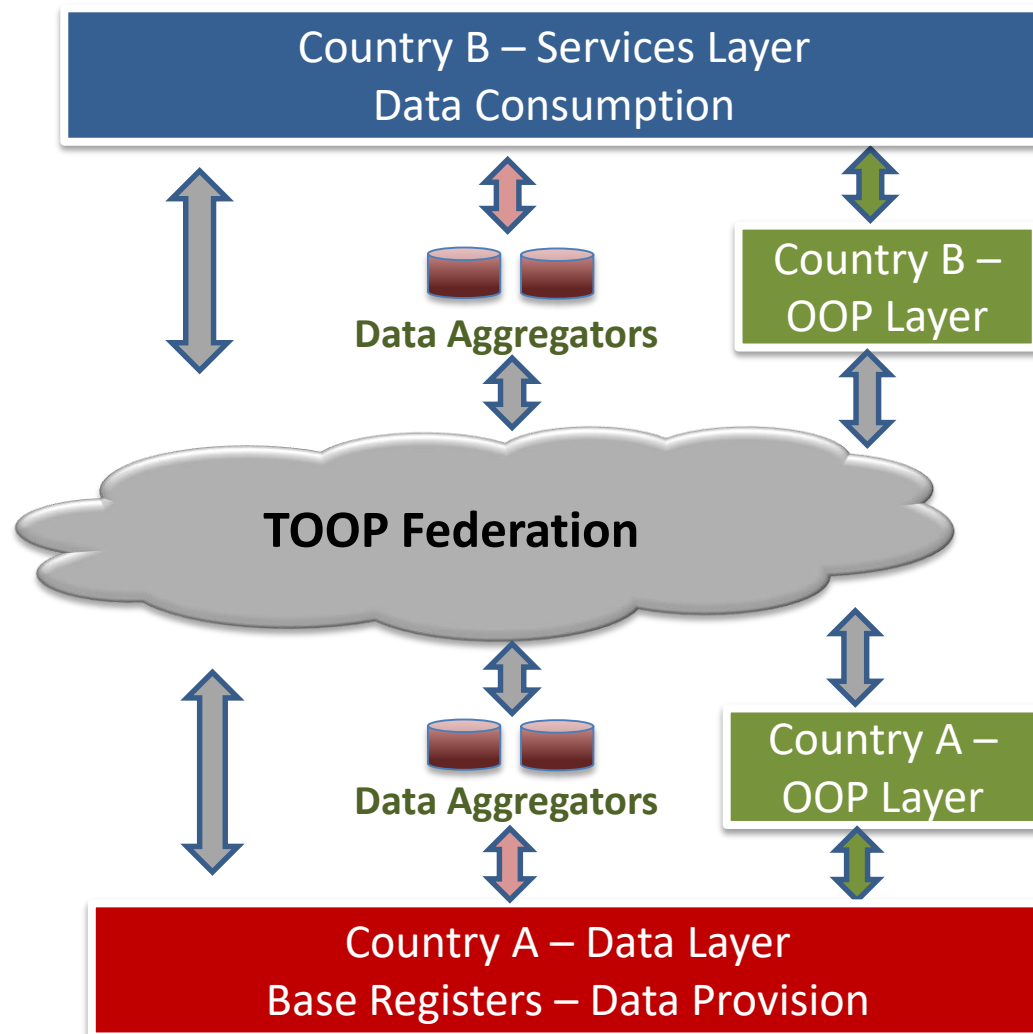 Country B – Services Layer
Data Consumption
Country B –
OOP Layer
Data Aggregators
TOOP Federation
Country A –
OOP Layer
Data Aggregators
Country A – Data Layer
Base Registers – Data Provision